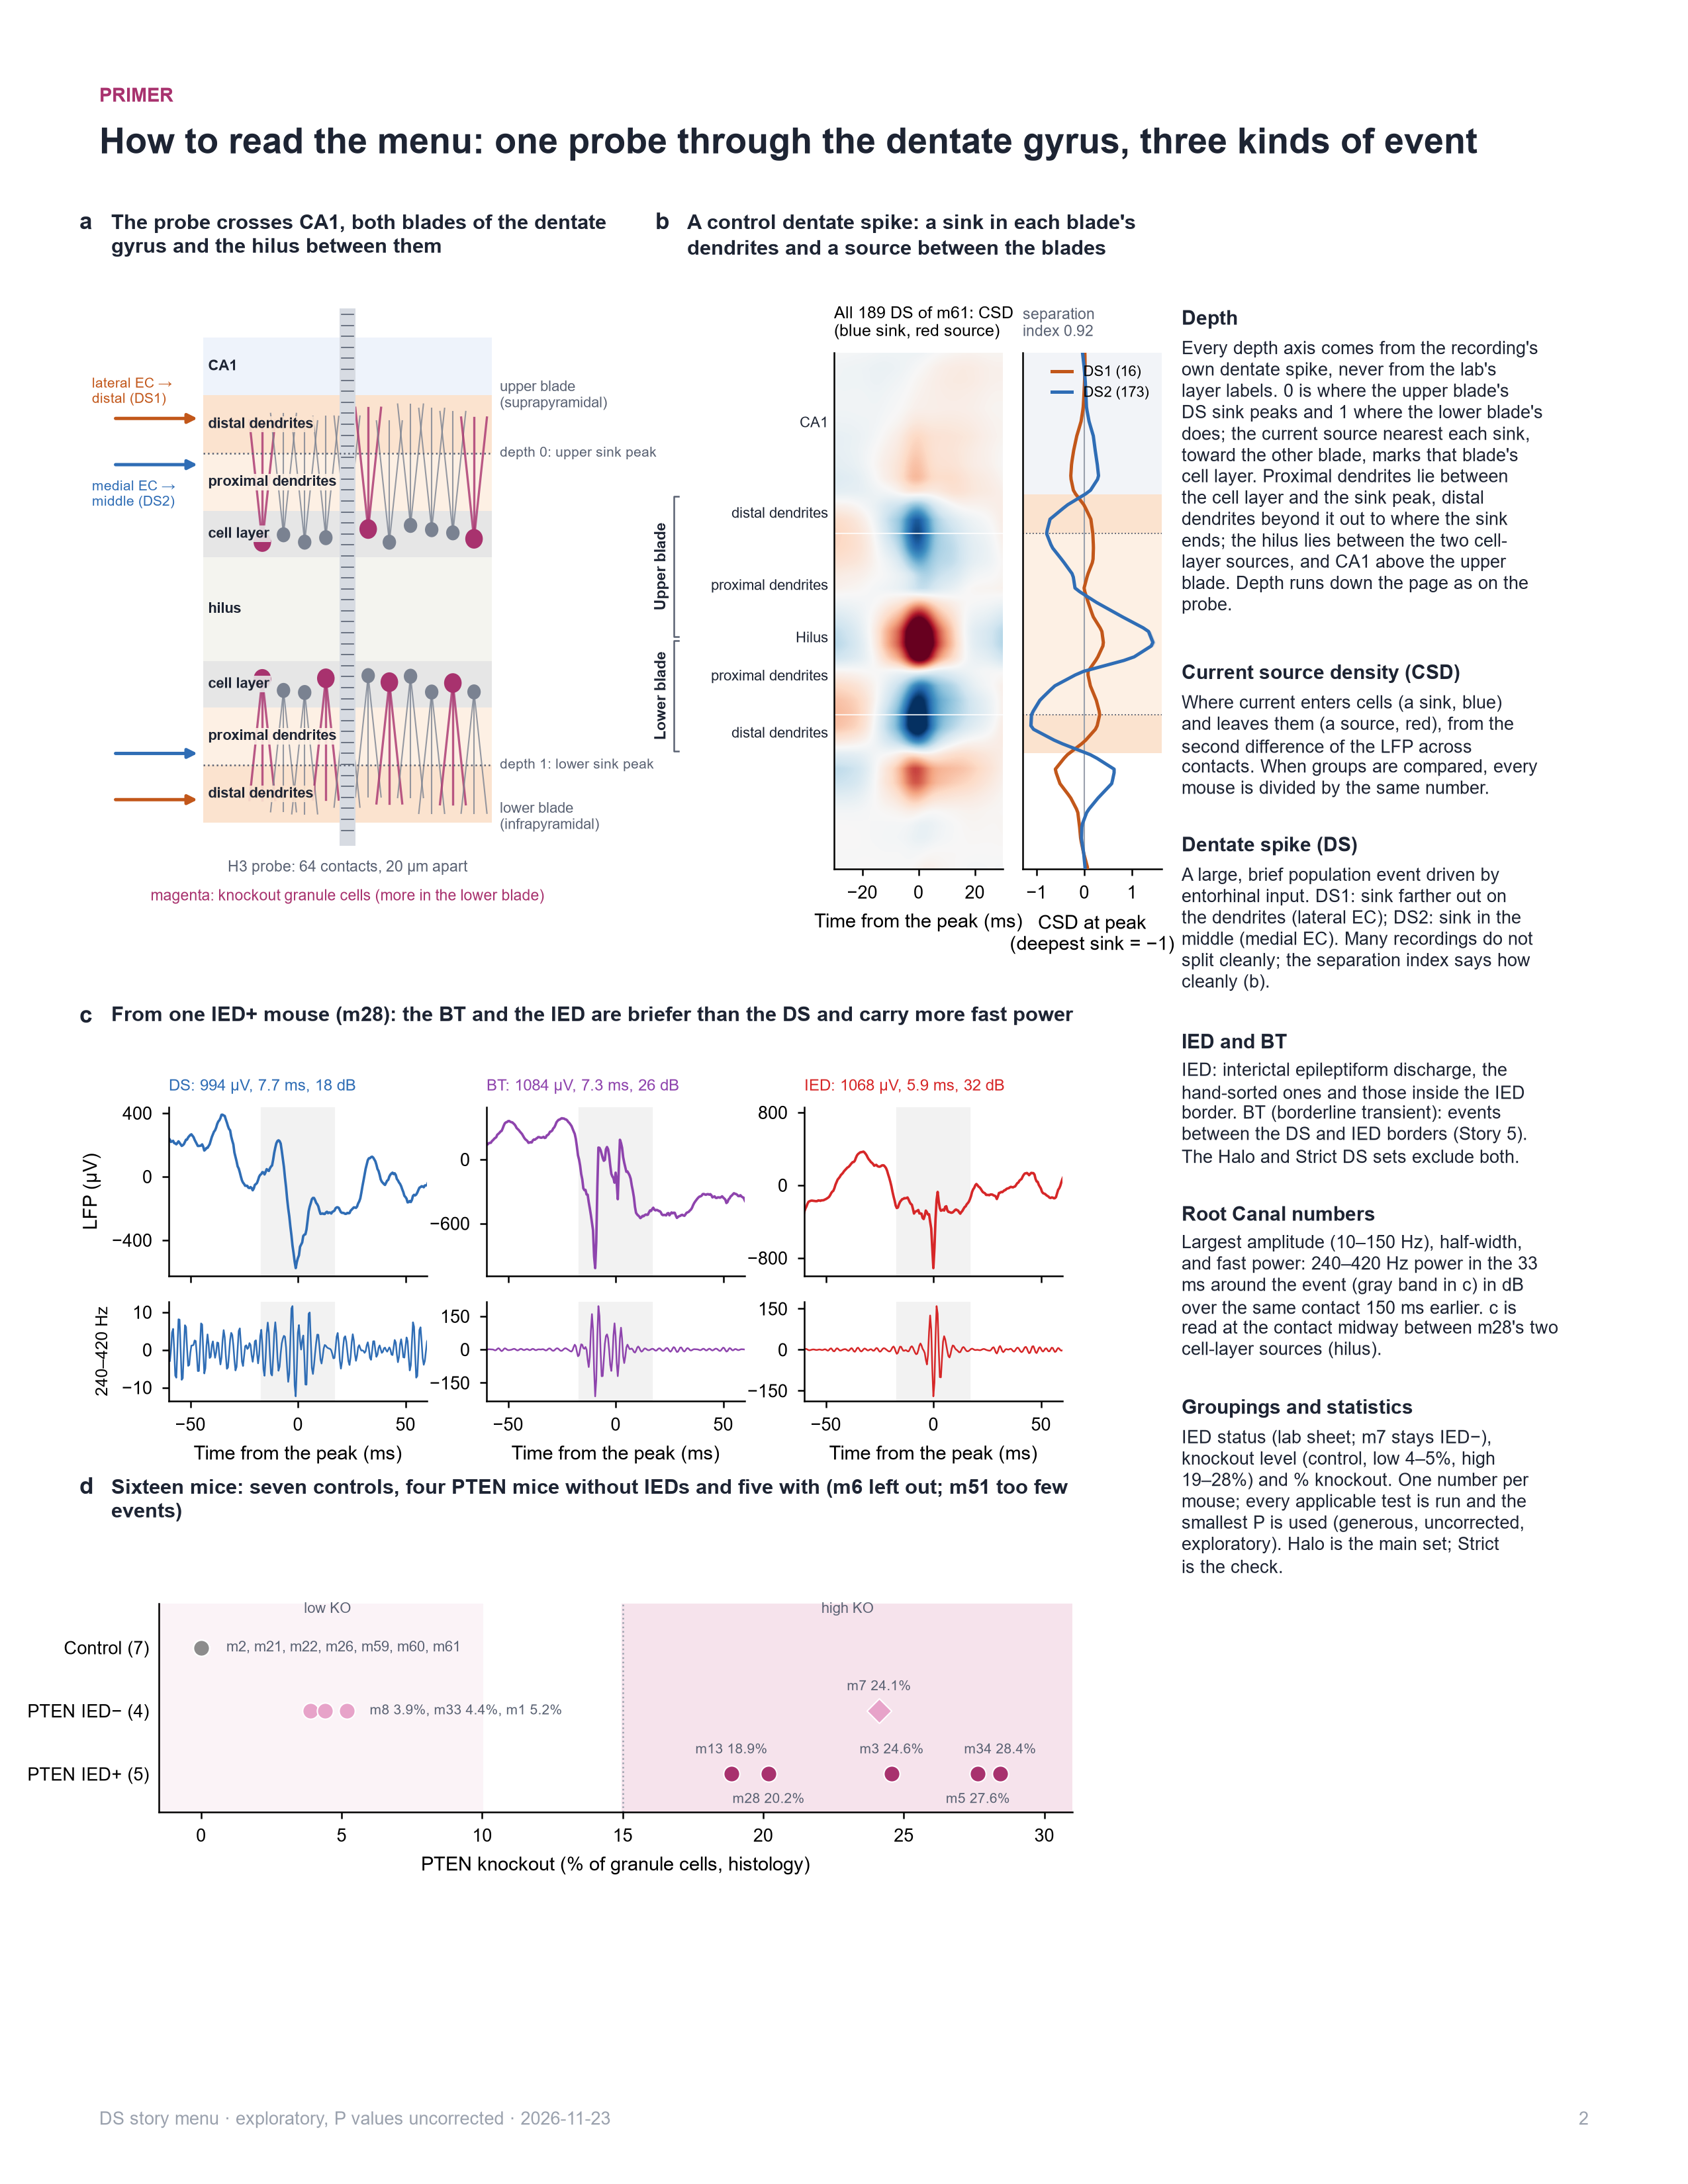 PRIMER
How to read the menu: one probe through the dentate gyrus, three kinds of event
a The probe crosses CA1, both blades of the dentate
gyrus and the hilus between them
lateral EC →
distal (DS1)
medial EC →
middle (DS2)
CA1
distal dendrites
proximal dendrites
cell layer
hilus
cell layer
proximal dendrites
distal dendrites
upper blade
(suprapyramidal)
depth 0: upper sink peak
depth 1: lower sink peak
lower blade
(infrapyramidal)
H3 probe: 64 contacts, 20 µm apart
magenta: knockout granule cells (more in the lower blade)
b A control dentate spike: a sink in each blade's
dendrites and a source between the blades
All 189 DS of m61: CSD
(blue sink, red source)
separation
index 0.92
DS1 (16)
DS2 (173)
Upper blade
Lower blade
CA1
distal dendrites
proximal dendrites
Hilus
proximal dendrites
distal dendrites
−20 0 20
Time from the peak (ms)
−1 0 1
CSD at peak
(deepest sink = −1)
c From one IED+ mouse (m28): the BT and the IED are briefer than the DS and carry more fast power
DS: 994 µV, 7.7 ms, 18 dB
BT: 1084 µV, 7.3 ms, 26 dB
IED: 1068 µV, 5.9 ms, 32 dB
LFP (µV)
400
0
−400
0
−600
800
0
−800
240–420 Hz
10
0
−10
150
0
−150
150
0
−150
−50 0 50
−50 0 50
−50 0 50
Time from the peak (ms)
Time from the peak (ms)
Time from the peak (ms)
d Sixteen mice: seven controls, four PTEN mice without IEDs and five with (m6 left out; m51 too few
events)
low KO
high KO
Control (7)
m2, m21, m22, m26, m59, m60, m61
PTEN IED− (4)
m8 3.9%, m33 4.4%, m1 5.2%
m7 24.1%
PTEN IED+ (5)
m13 18.9%
m28 20.2%
m3 24.6%
m5 27.6%
m34 28.4%
0 5 10 15 20 25 30
PTEN knockout (% of granule cells, histology)
Depth
Every depth axis comes from the recording's
own dentate spike, never from the lab's
layer labels. 0 is where the upper blade's
DS sink peaks and 1 where the lower blade's
does; the current source nearest each sink,
toward the other blade, marks that blade's
cell layer. Proximal dendrites lie between
the cell layer and the sink peak, distal
dendrites beyond it out to where the sink
ends; the hilus lies between the two cell-
layer sources, and CA1 above the upper
blade. Depth runs down the page as on the
probe.
Current source density (CSD)
Where current enters cells (a sink, blue)
and leaves them (a source, red), from the
second difference of the LFP across
contacts. When groups are compared, every
mouse is divided by the same number.
Dentate spike (DS)
A large, brief population event driven by
entorhinal input. DS1: sink farther out on
the dendrites (lateral EC); DS2: sink in the
middle (medial EC). Many recordings do not
split cleanly; the separation index says how
cleanly (b).
IED and BT
IED: interictal epileptiform discharge, the
hand-sorted ones and those inside the IED
border. BT (borderline transient): events
between the DS and IED borders (Story 5).
The Halo and Strict DS sets exclude both.
Root Canal numbers
Largest amplitude (10–150 Hz), half-width,
and fast power: 240–420 Hz power in the 33
ms around the event (gray band in c) in dB
over the same contact 150 ms earlier. c is
read at the contact midway between m28's two
cell-layer sources (hilus).
Groupings and statistics
IED status (lab sheet; m7 stays IED−),
knockout level (control, low 4–5%, high
19–28%) and % knockout. One number per
mouse; every applicable test is run and the
smallest P is used (generous, uncorrected,
exploratory). Halo is the main set; Strict
is the check.
DS story menu · exploratory, P values uncorrected · 2026-11-23
2